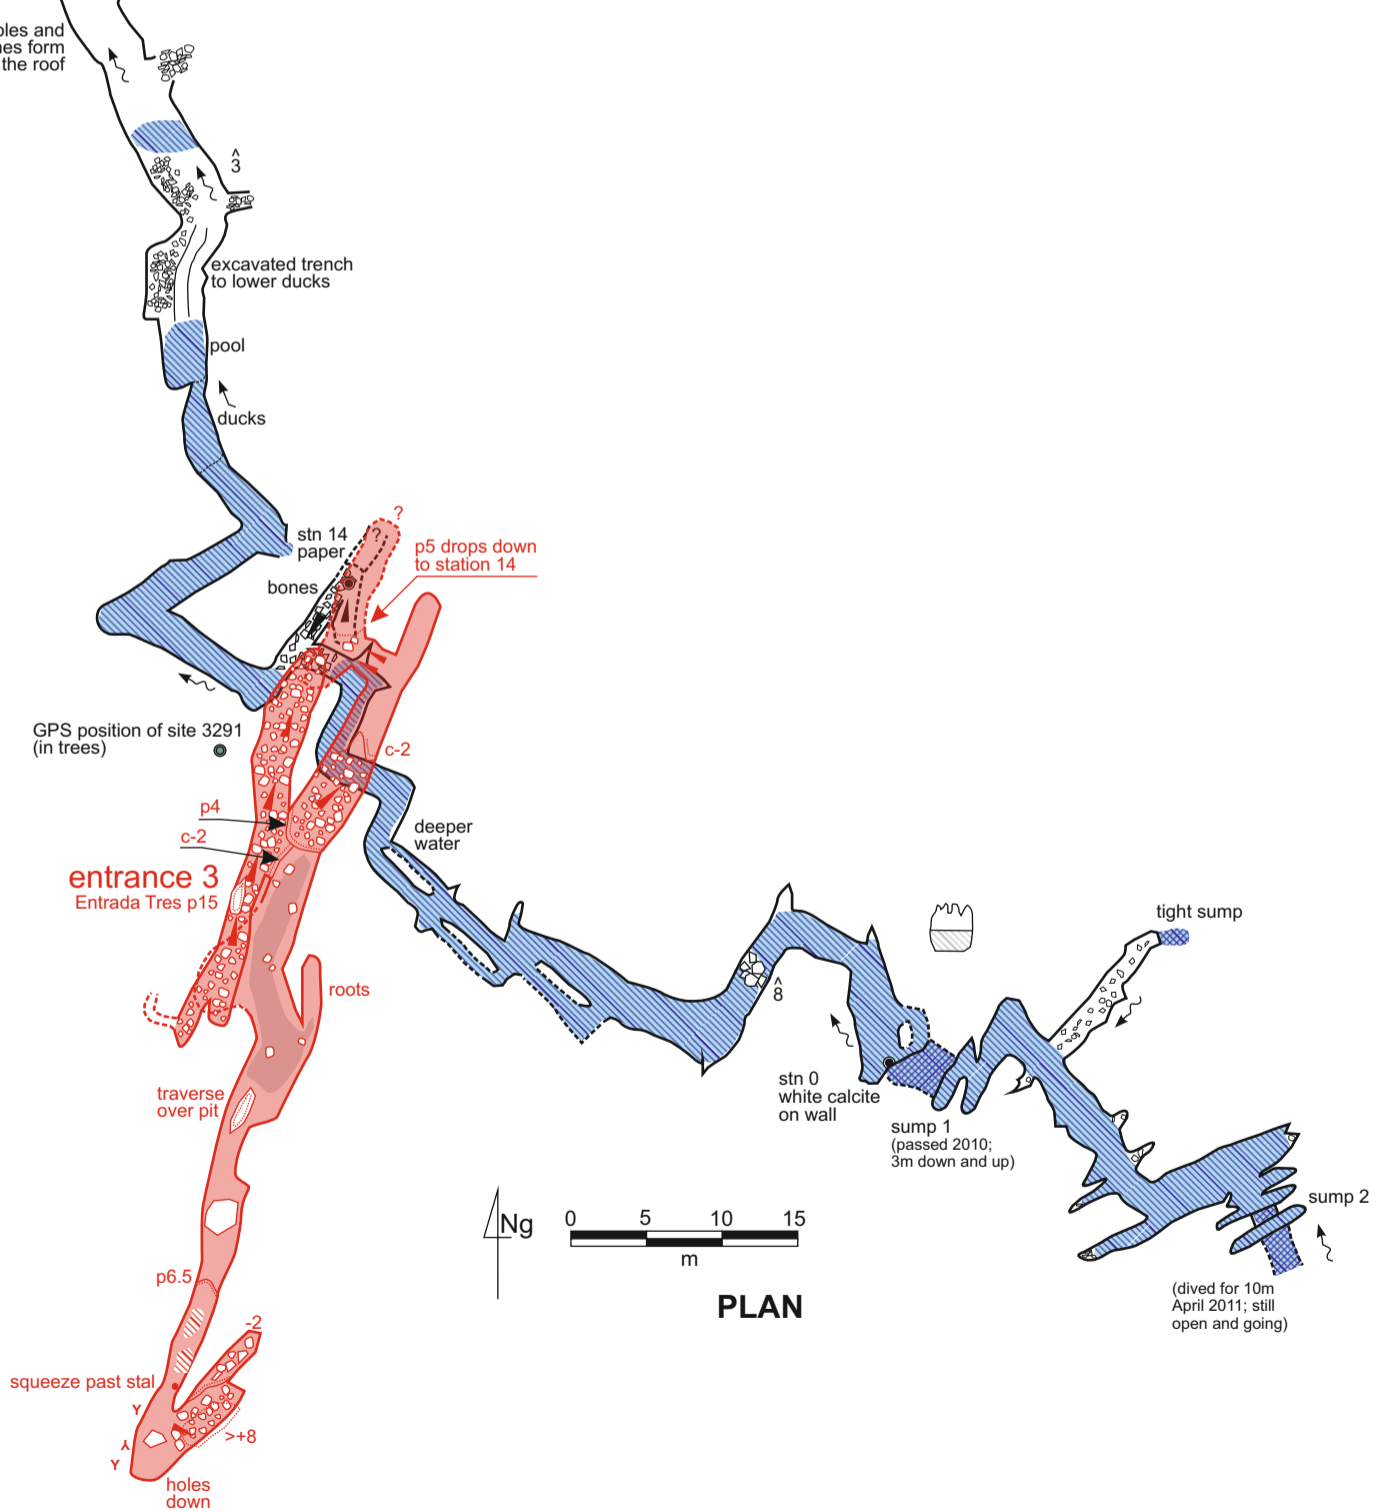 nes form
the roof
^
3
excavated trench
to lower ducks
pool
ducks
?
stn 14
paper
?
p5 drops down
to station 14
bones
GPS position of site 3291
(in trees)
c-2
p4
c-2
deeper
water
entrance 3
Entrada Tres p15
tight sump
roots
^
8
stn 0
white calcite
on wall
traverse
over pit
sump 1
(passed 2010;
3m down and up)
sump 2
Ng
0 5 10 15
m
p6.5
PLAN
(dived for 10m
April 2011; still
open and going)
-2
squeeze past stal
Y
Y
Y
>+8
holes
down